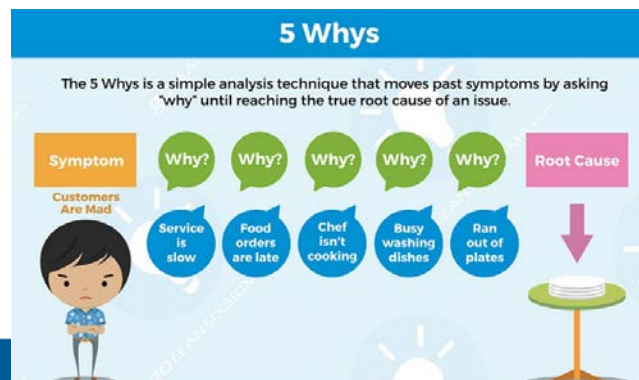 5 Whys
The 5 Whys is a simple analysis technique that moves past symptoms by asking
"why" until reaching the true root cause of an issue.
Symptom
Why?
Why?
Why?
Why?
Why?
Root Cause
Customers
Are Mad
Service
is
slow
Food
orders
are late
Chef
isn't
cooking
Busy
washing
dishes
Ran
out of
plates